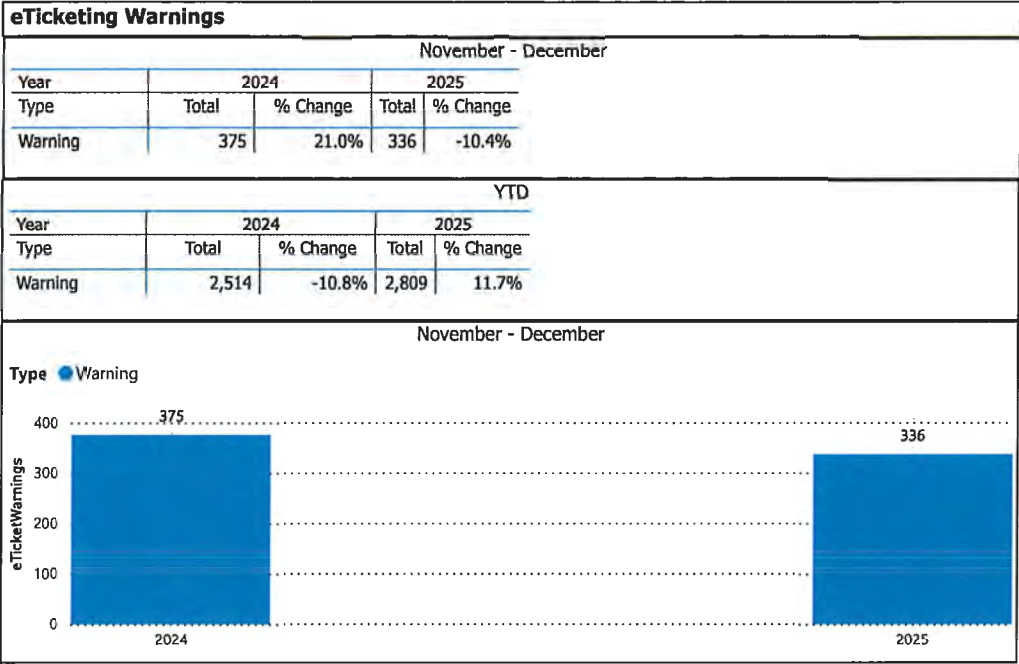 eTicketing Warnings
November - December
Year 2024 2025
Type Total % Change Total % Change
Warning 375 21.0% 336 -10.4%
YTD
Year 2024 2025
Type Total % Change Total % Change
Warning 2,514 -10.8% 2,809 11.7%
November - December
Type Warning
eTicketWarnings
400
300
200
100
0
375
336
2024 2025